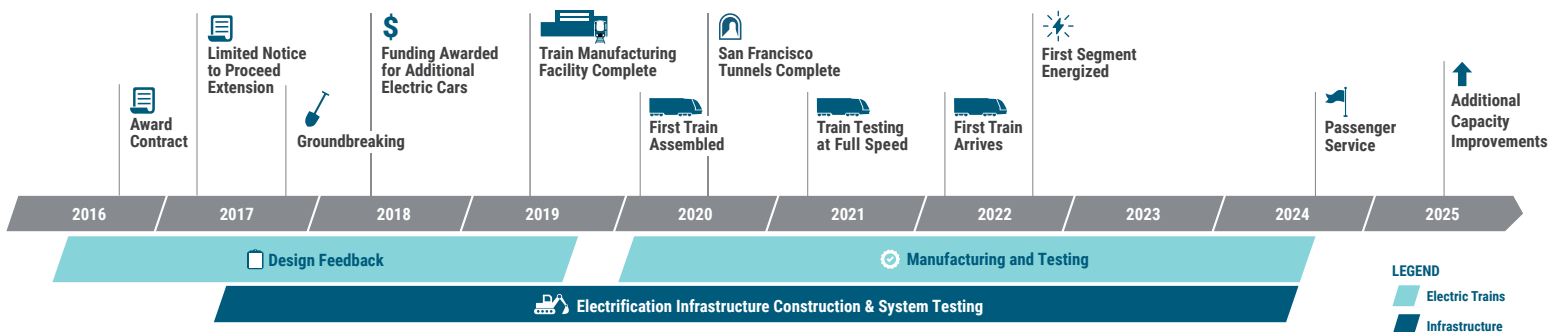 Limited Notice
to Proceed
Extension
$
Funding Awarded
for Additional
Electric Cars
Train Manufacturing
Facility Complete
San Francisco
Tunnels Complete
First Segment
Energized
Award
Contract
Groundbreaking
First Train
Assembled
Train Testing
at Full Speed
First Train
Arrives
Passenger
Service
Additional
Capacity
Improvements
2016
2017
2018
2019
2020
2021
2022
2023
2024
2025
Design Feedback
Manufacturing and Testing
Electrification Infrastructure Construction & System Testing
LEGEND
Electric Trains
Infrastructure